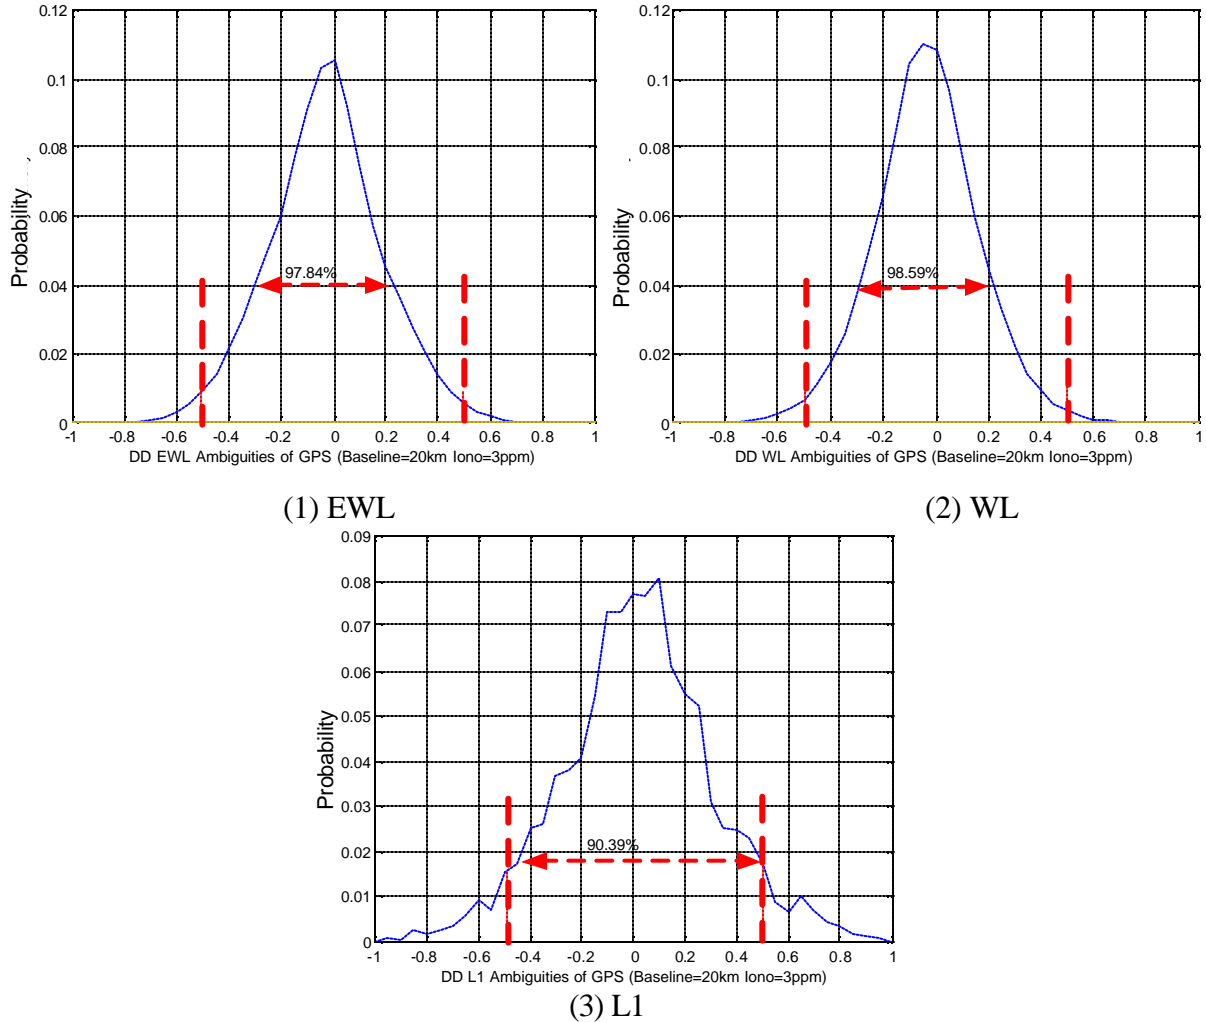 0.12
0.1
0.08
0.06
0.04
0.02
0
Probability
97.84%
-1 -0.8 -0.6 -0.4 -0.2 0 0.2 0.4 0.6 0.8 1
DD EWL Ambiguities of GPS (Baseline=20km Iono=3ppm)
(1) EWL
0.12
0.1
0.08
0.06
0.04
0.02
0
Probability
98.59%
-1 -0.8 -0.6 -0.4 -0.2 0 0.2 0.4 0.6 0.8 1
DD WL Ambiguities of GPS (Baseline=20km Iono=3ppm)
(2) WL
0.09
0.08
0.07
0.06
0.05
0.04
0.03
0.02
0.01
0
Probability
90.39%
-1 -0.8 -0.6 -0.4 -0.2 0 0.2 0.4 0.6 0.8 1
DD L1 Ambiguities of GPS (Baseline=20km Iono=3ppm)
(3) L1